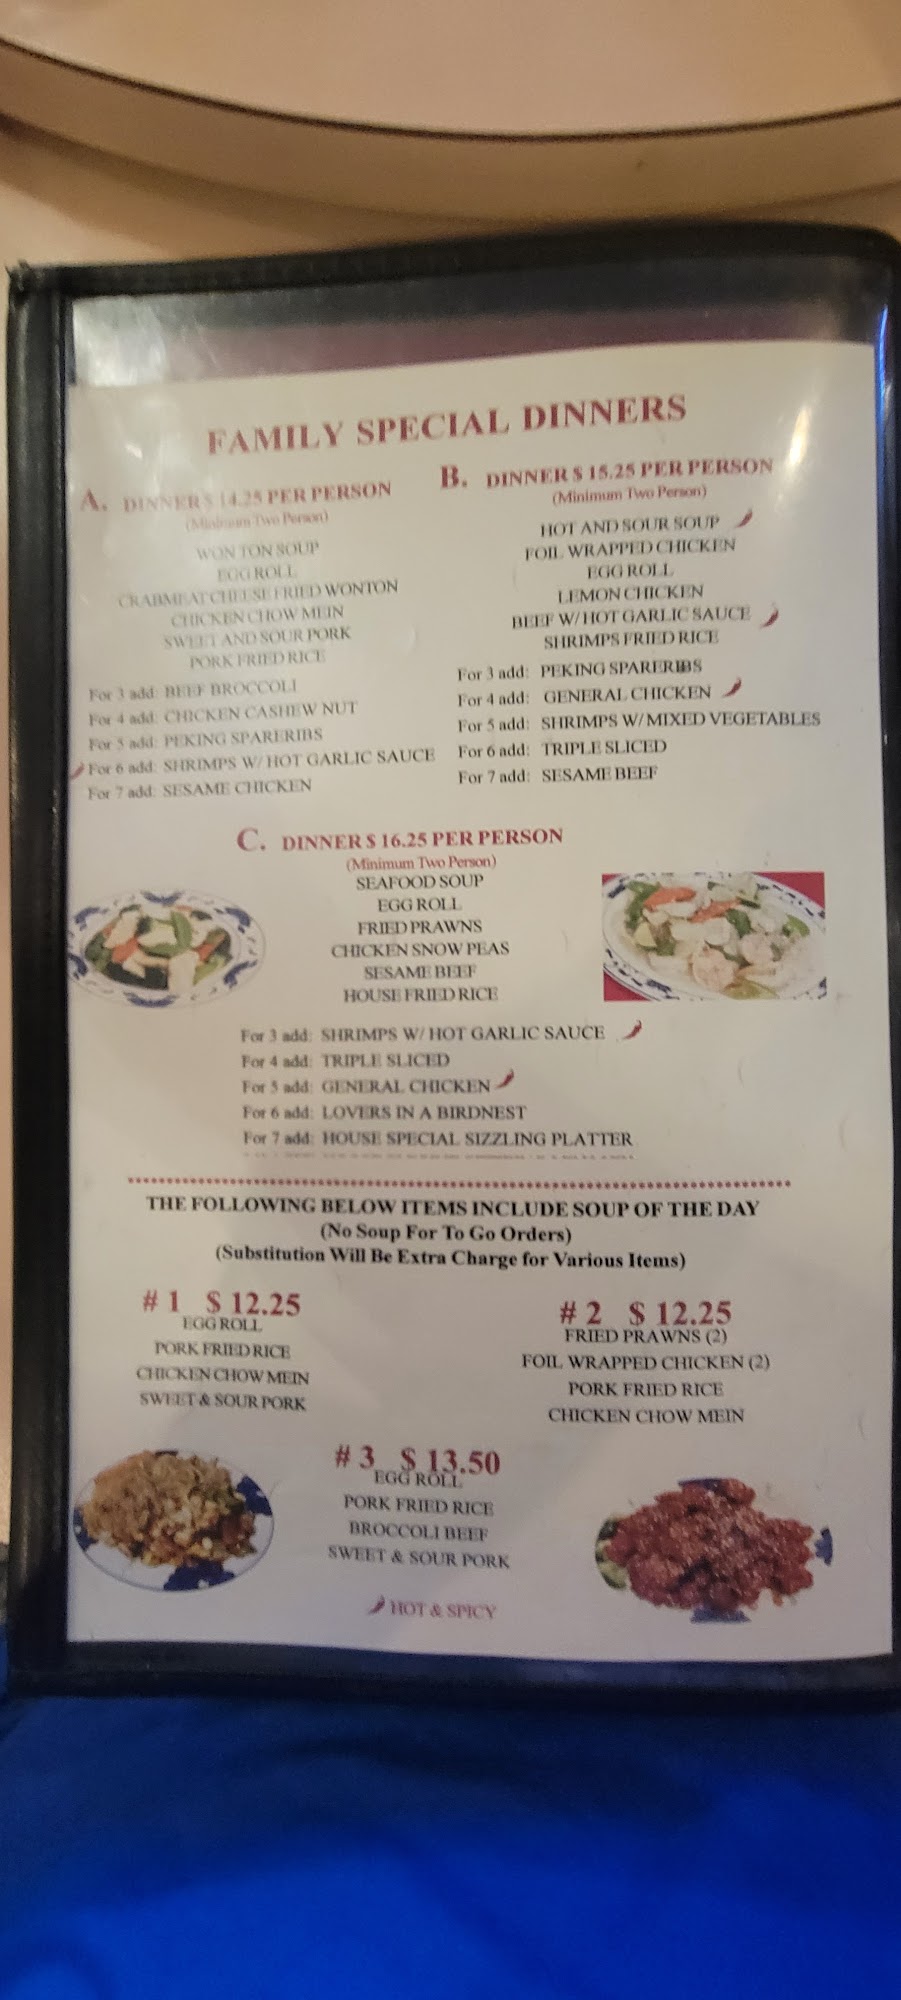 FAMILY SPECIAL DINNERS
A. DINNER $ 14.25 PER PERSON
(Minimum Two Person)
WON TON SOUP
EGG ROLL
CRABMEAT CHEESE FRIED WONTON
CHICKEN CHOW MEIN
SWEET AND SOUR PORK
PORK FRIED RICE
For 3 add: BEEF BROCCOLI
For 4 add: CHICKEN CASHEW NUT
For 5 add: PEKING SPARERIBS
For 6 add: SHRIMPS W/ HOT GARLIC SAUCE
For 7 add: SESAME CHICKEN
B. DINNER $ 15.25 PER PERSON
(Minimum Two Person)
HOT AND SOUR SOUP
FOIL WRAPPED CHICKEN
EGG ROLL
LEMON CHICKEN
BEEF W/ HOT GARLIC SAUCE
SHRIMPS FRIED RICE
For 3 add: PEKING SPARERIBS
For 4 add: GENERAL CHICKEN
For 5 add: SHRIMPS W/ MIXED VEGETABLES
For 6 add: TRIPLE SLICED
For 7 add: SESAME BEEF
C. DINNER $ 16.25 PER PERSON
(Minimum Two Person)
SEAFOOD SOUP
EGG ROLL
FRIED PRAWNS
CHICKEN SNOW PEAS
SESAME BEEF
HOUSE FRIED RICE
For 3 add: SHRIMPS W/ HOT GARLIC SAUCE
For 4 add: TRIPLE SLICED
For 5 add: GENERAL CHICKEN
For 6 add: LOVERS IN A BIRDNEST
For 7 add: HOUSE SPECIAL SIZZLING PLATTER
THE FOLLOWING BELOW ITEMS INCLUDE SOUP OF THE DAY
(No Soup For To Go Orders)
(Substitution Will Be Extra Charge for Various Items)
# 1 $ 12.25
EGG ROLL
PORK FRIED RICE
CHICKEN CHOW MEIN
SWEET & SOUR PORK
# 2 $ 12.25
FRIED PRAWNS (2)
FOIL WRAPPED CHICKEN (2)
PORK FRIED RICE
CHICKEN CHOW MEIN
# 3 $ 13.50
EGG ROLL
PORK FRIED RICE
BROCCOLI BEEF
SWEET & SOUR PORK
HOT & SPICY